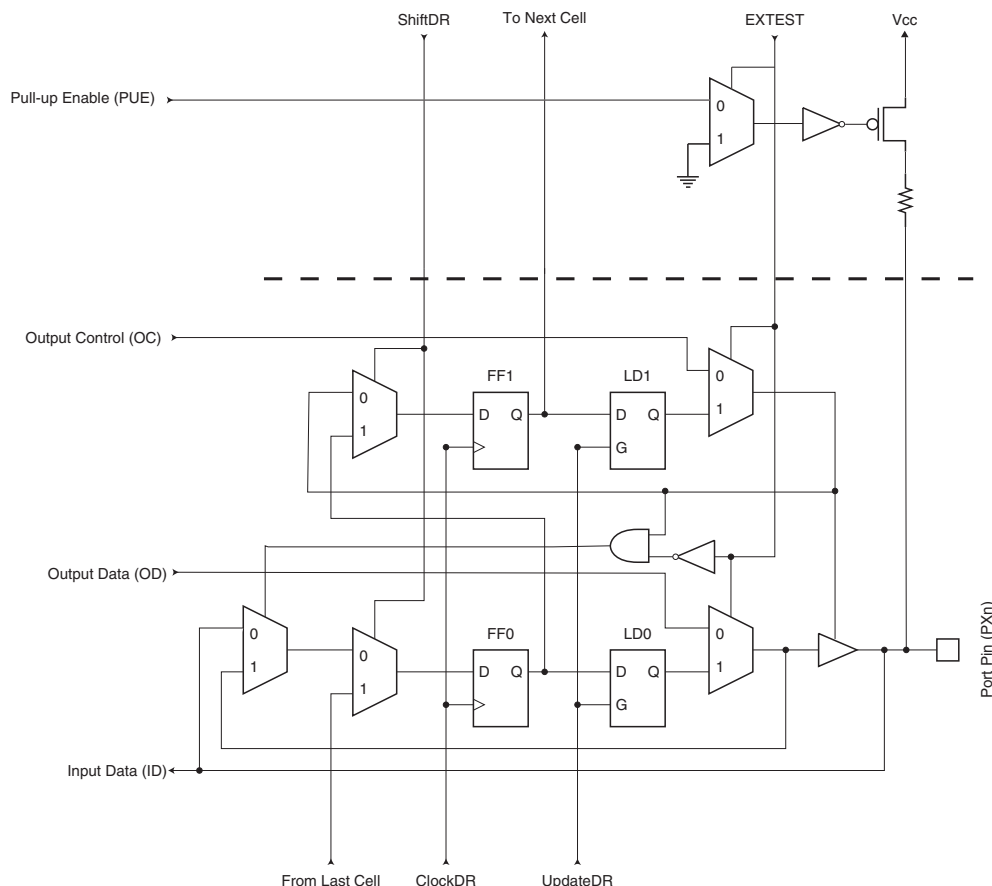 ShiftDR
To Next Cell
EXTEST
Vcc
Pull-up Enable (PUE)
0
1
Output Control (OC)
FF1
LD1
0
1
0
1
D Q
D Q
G
Output Data (OD)
FF0
LD0
0
1
0
1
0
1
D Q
D Q
G
Port Pin (PXn)
Input Data (ID)
From Last Cell
ClockDR
UpdateDR